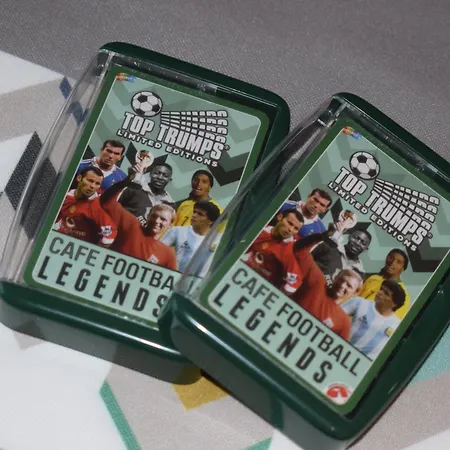 TOP TRUMPS
LIMITED EDITIONS
CAFE FOOTBALL
LEGENDS
TOP TRUMPS
LIMITED EDITIONS
CAFE FOOTBALL
LEGENDS